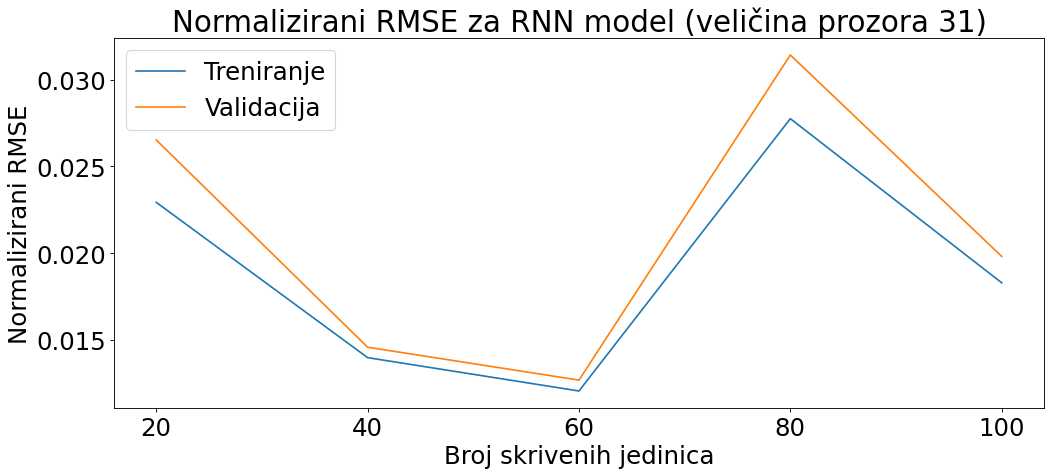 Normalizirani RMSE za RNN model (veličina prozora 31)
Treniranje
Validacija
Normalizirani RMSE
0.030
0.025
0.020
0.015
20 40 60 80 100
Broj skrivenih jedinica